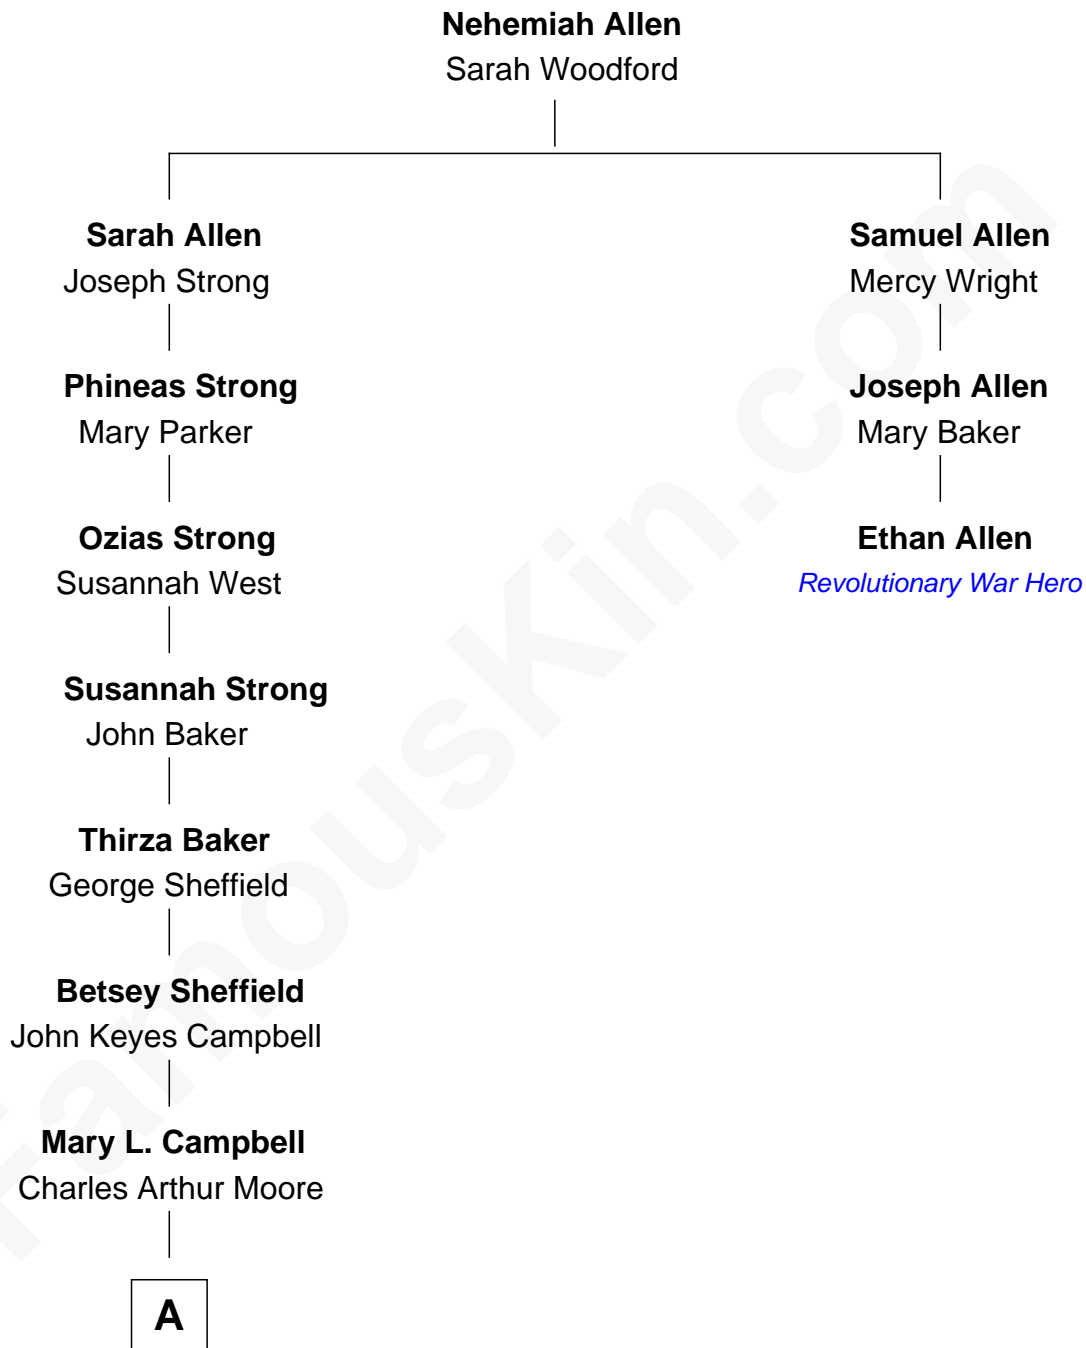 Nehemiah Allen
Sarah Woodford
Sarah Allen
Joseph Strong
Samuel Allen
Mercy Wright
Phineas Strong
Mary Parker
Joseph Allen
Mary Baker
Ozias Strong
Susannah West
Ethan Allen
Revolutionary War Hero
Susannah Strong
John Baker
Thirza Baker
George Sheffield
Betsey Sheffield
John Keyes Campbell
Mary L. Campbell
Charles Arthur Moore
A
FamousKin.com